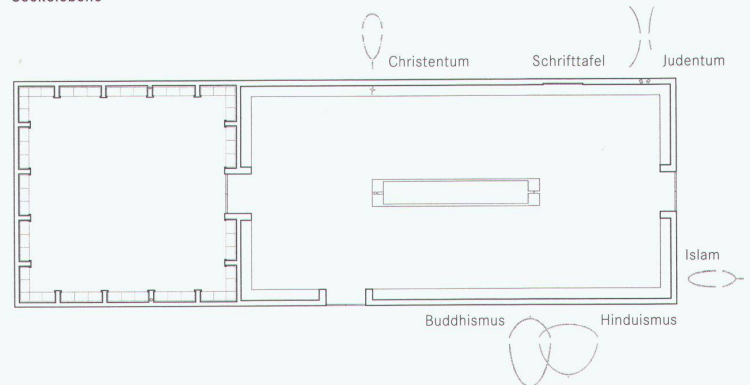 Christentum
Schrifttafel
Judentum
Islam
Buddhismus
Hinduismus